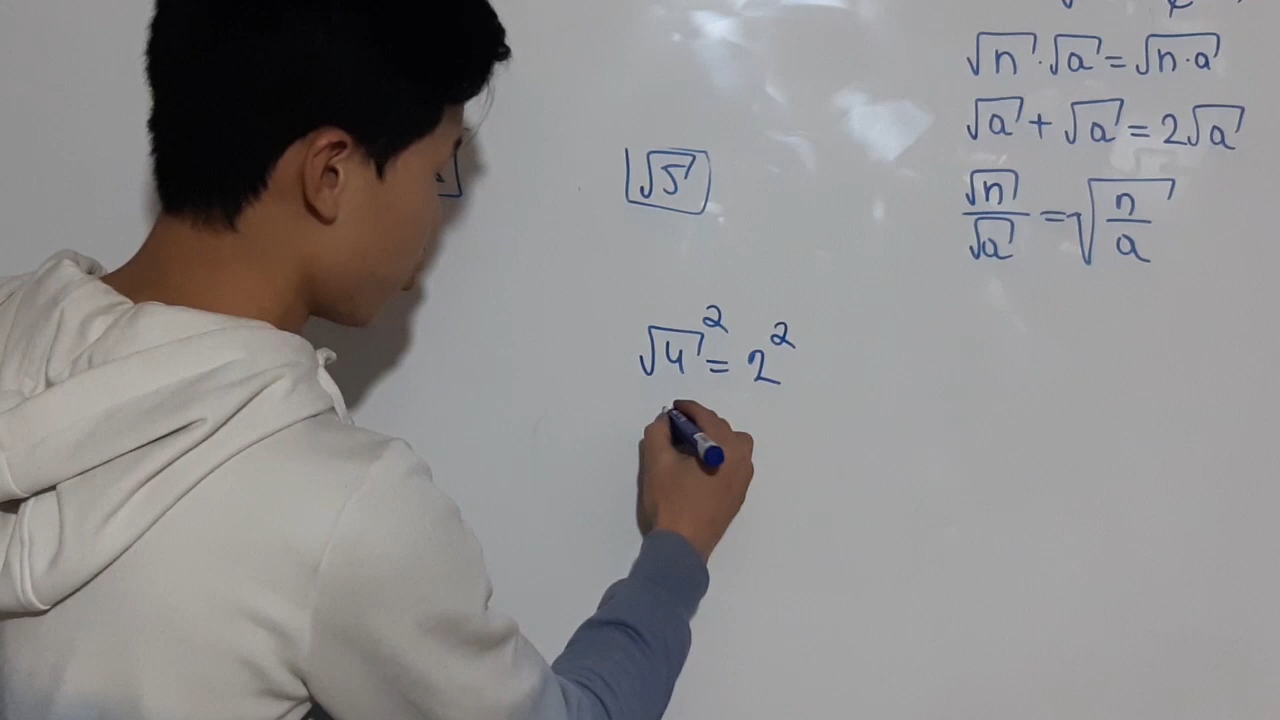 √n · √a = √n·a
√a + √a = 2√a
√n/√a = √n/a
√5
√4² = 2²